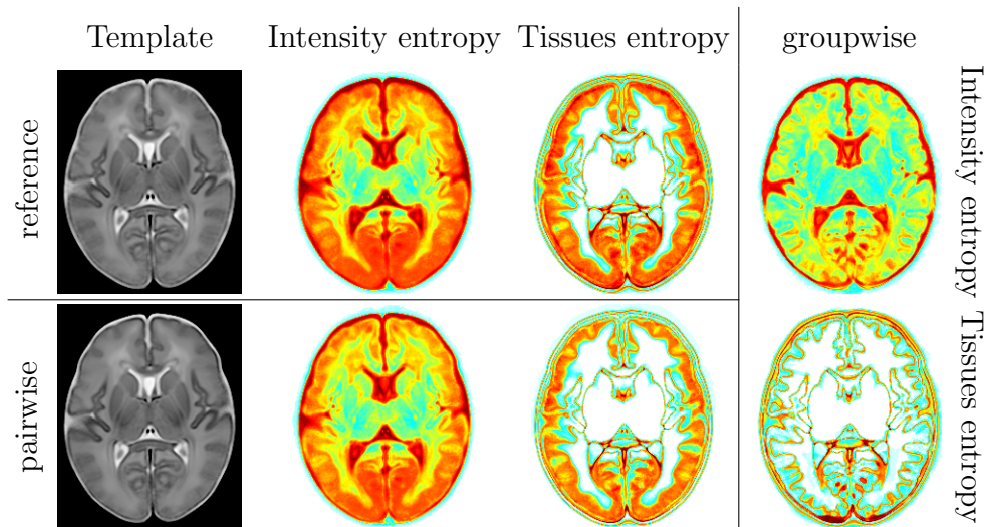 Template
Intensity entropy
Tissues entropy
groupwise
reference
Intensity entropy
pairwise
Tissues entropy